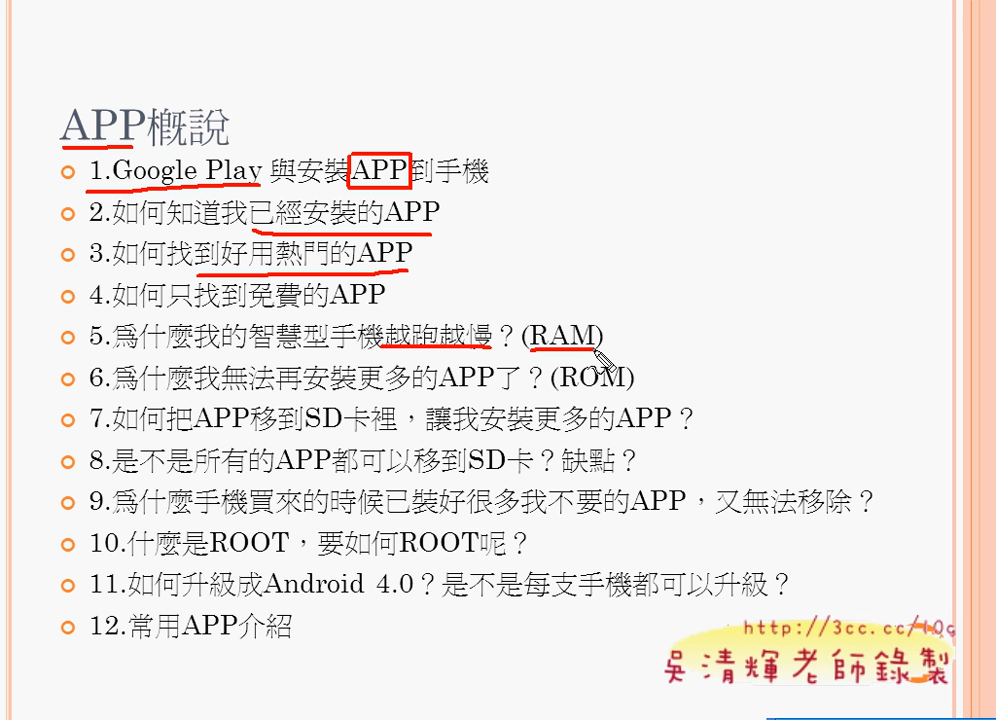 APP概說
1.Google Play 與安裝APP到手機
2.如何知道我已經安裝的APP
3.如何找到好用熱門的APP
4.如何只找到免費的APP
5.為什麼我的智慧型手機越跑越慢？(RAM)
6.為什麼我無法再安裝更多的APP了？(ROM)
7.如何把APP移到SD卡裡，讓我安裝更多的APP？
8.是不是所有的APP都可以移到SD卡？缺點？
9.為什麼手機買來的時候已裝好很多我不要的APP，又無法移除？
10.什麼是ROOT，要如何ROOT呢？
11.如何升級成Android 4.0？是不是每支手機都可以升級？
12.常用APP介紹
http://3cc.cc/
吳清輝老師錄製